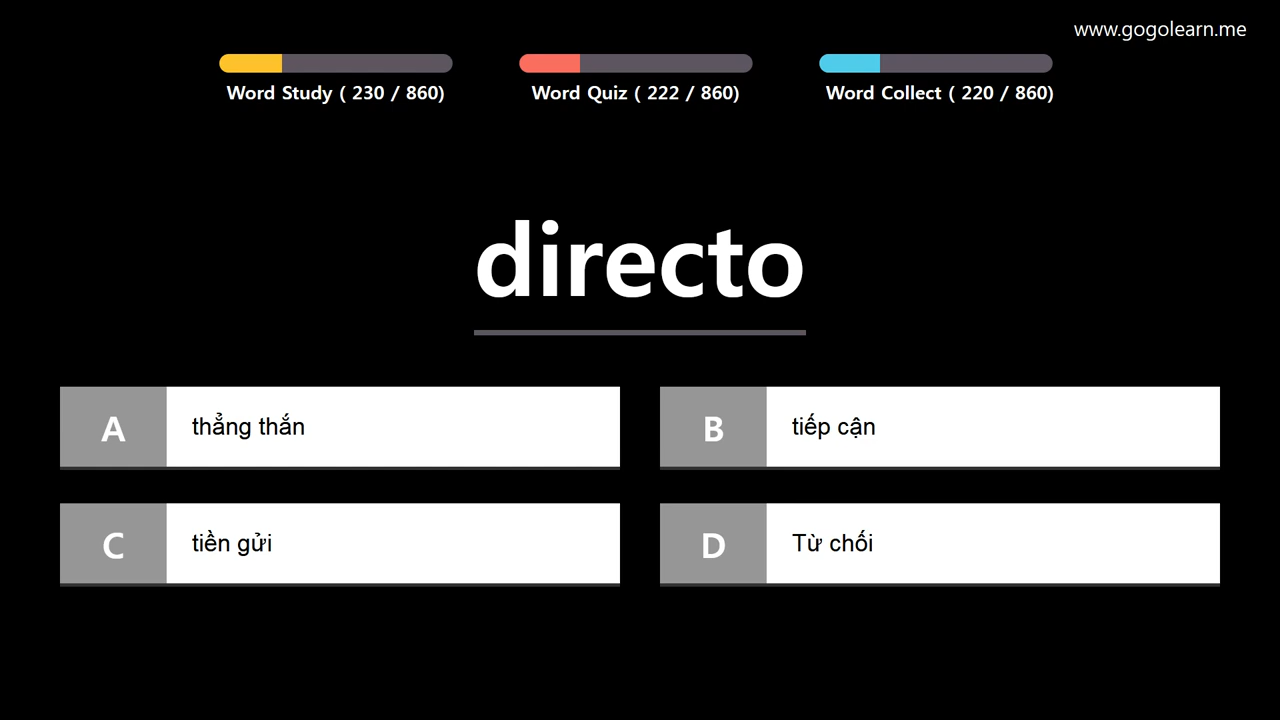 www.gogolearn.me
Word Study ( 230 / 860)
Word Quiz ( 222 / 860)
Word Collect ( 220 / 860)
directo
A thẳng thắn
B tiếp cận
C tiền gửi
D Từ chối